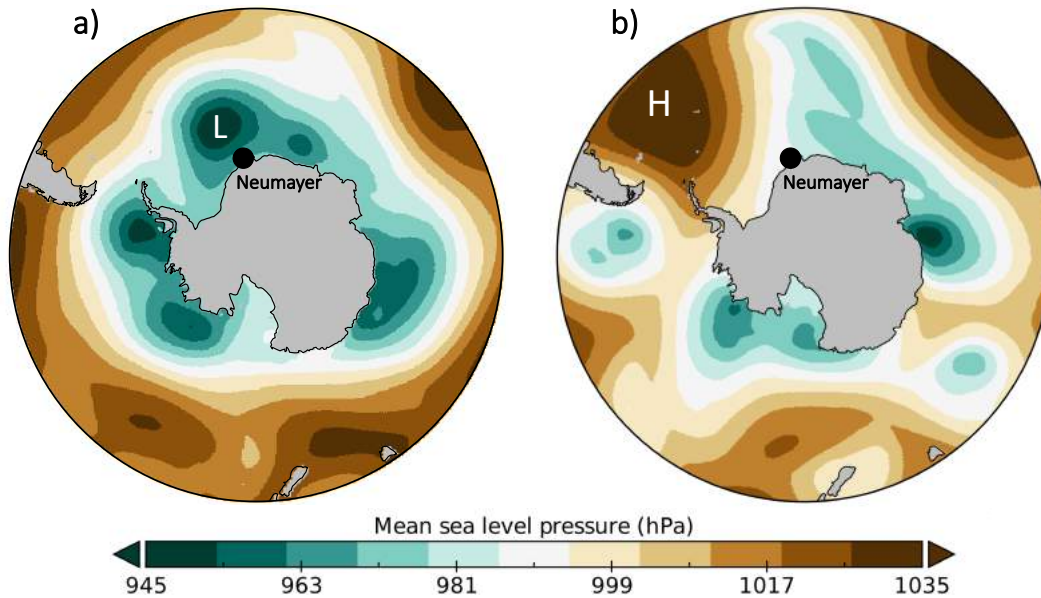 a)
b)
L
H
Neumayer
Neumayer
Mean sea level pressure (hPa)
945 963 981 999 1017 1035